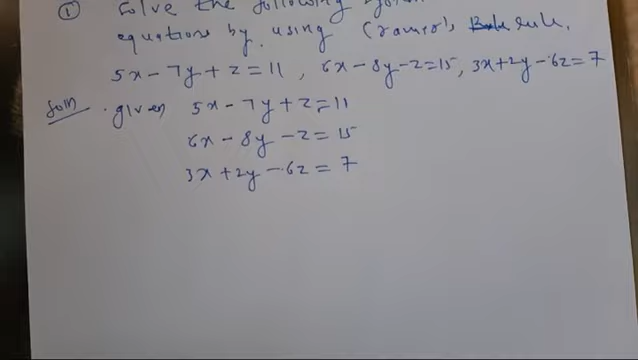 ① Solve the following system
equations by using Cramer's rule.
5x - 7y + z = 11, 6x - 8y - z = 15, 3x + 2y - 6z = 7
Soln given 5x - 7y + z = 11
6x - 8y - z = 15
3x + 2y - 6z = 7